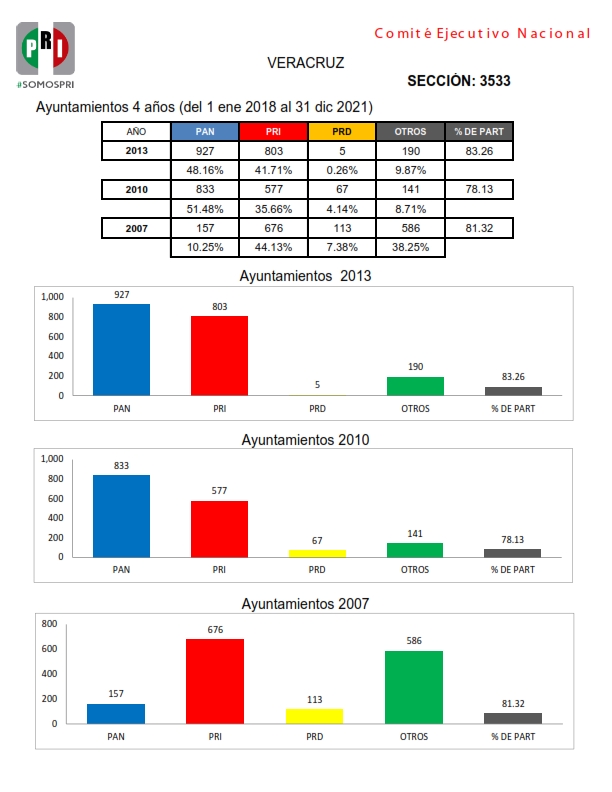 Comité Ejecutivo Nacional
PRI
#SOMOSPRI
VERACRUZ
SECCIÓN: 3533
Ayuntamientos 4 años (del 1 ene 2018 al 31 dic 2021)
AÑO PAN PRI PRD OTROS % DE PART
2013 927 803 5 190 83.26
48.16% 41.71% 0.26% 9.87%
2010 833 577 67 141 78.13
51.48% 35.66% 4.14% 8.71%
2007 157 676 113 586 81.32
10.25% 44.13% 7.38% 38.25%
Ayuntamientos 2013
1,000
800
600
400
200
0
927
803
5
190
83.26
PAN PRI PRD OTROS % DE PART
Ayuntamientos 2010
1,000
800
600
400
200
0
833
577
67
141
78.13
PAN PRI PRD OTROS % DE PART
Ayuntamientos 2007
800
600
400
200
0
157
676
113
586
81.32
PAN PRI PRD OTROS % DE PART